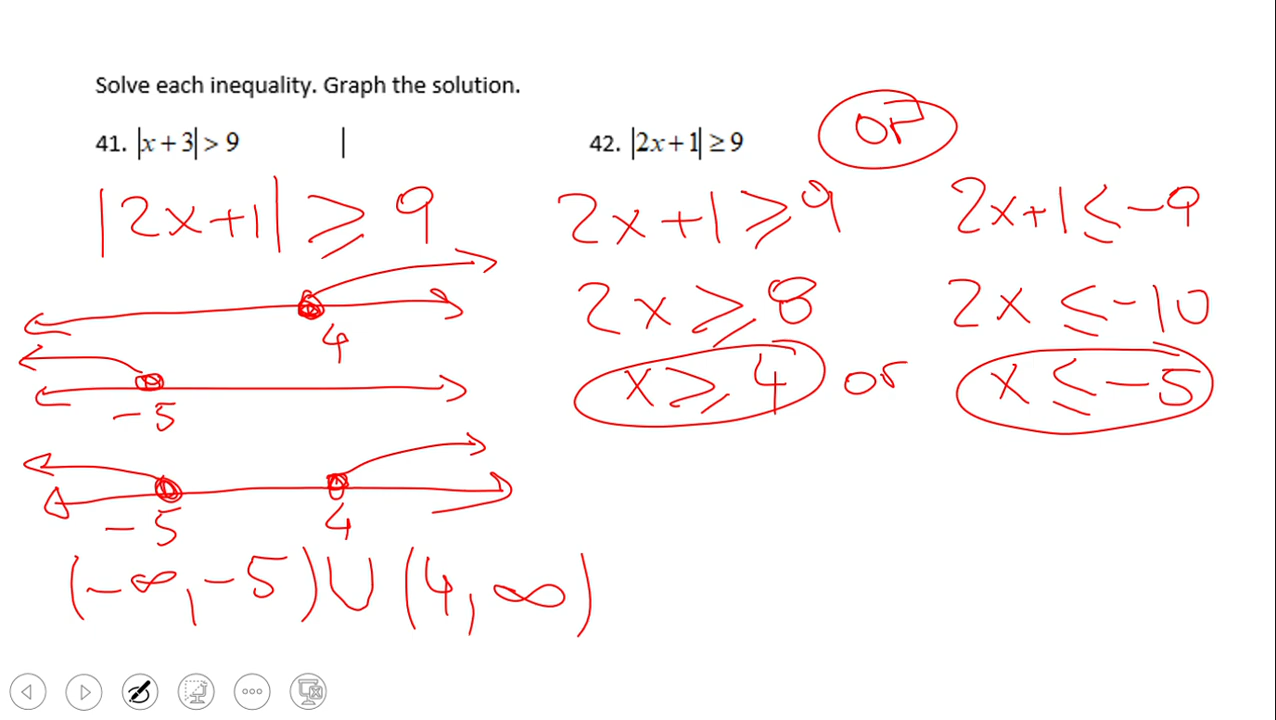 Solve each inequality. Graph the solution.
41. |x + 3| > 9 |
42. |2x + 1| ≥ 9
or
|2x+1| ≥ 9
2x+1 ≥ 9
2x+1 ≤ -9
4
2x ≥ 8
2x ≤ -10
-5
x ≥ 4 or x ≤ -5
-5 4
(-∞, -5) ∪ (4, ∞)